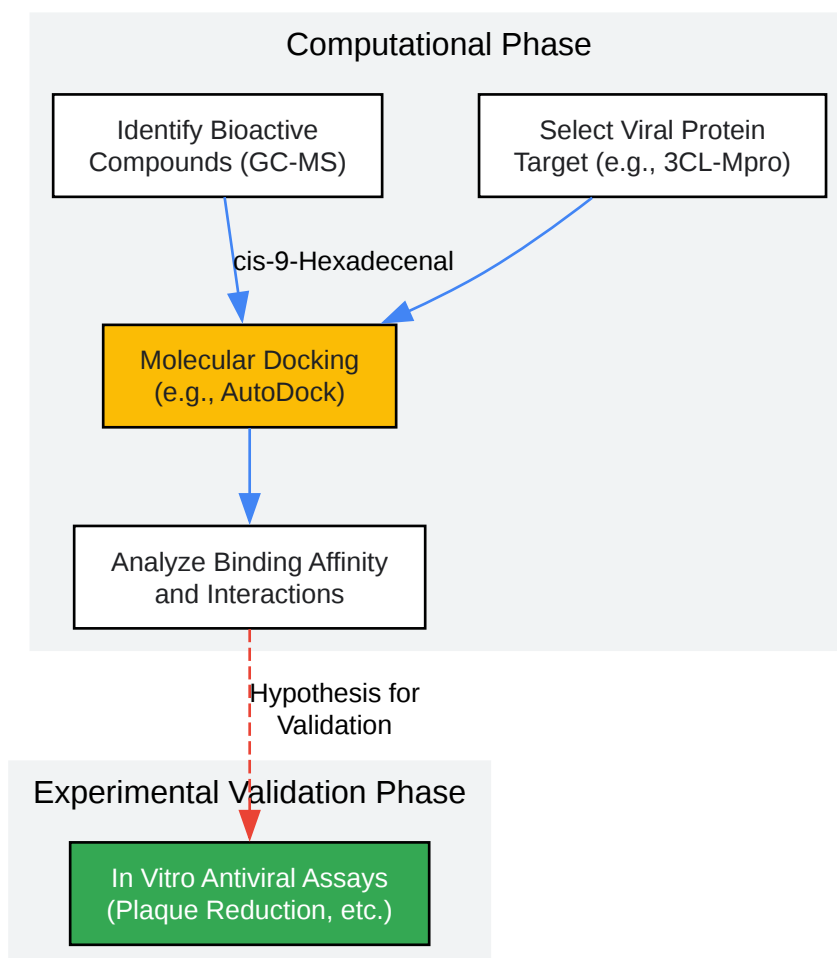 Computational Phase
Identify Bioactive
Compounds (GC-MS)
Select Viral Protein
Target (e.g., 3CL-Mpro)
cis-9-Hexadecenal
Molecular Docking
(e.g., AutoDock)
Analyze Binding Affinity
and Interactions
Hypothesis for
Validation
Experimental Validation Phase
In Vitro Antiviral Assays
(Plaque Reduction, etc.)